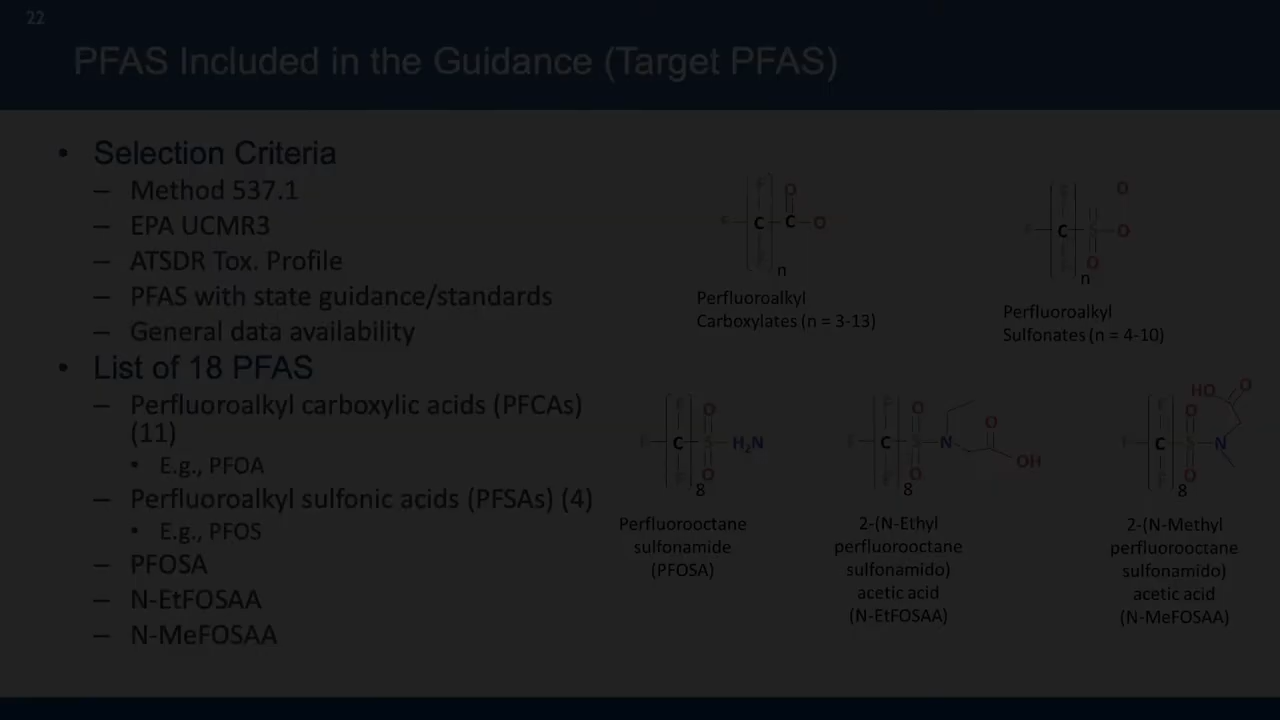 22
PFAS Included in the Guidance (Target PFAS)
• Selection Criteria
– Method 537.1
– EPA UCMR3
– ATSDR Tox. Profile
– PFAS with state guidance/standards
– General data availability
• List of 18 PFAS
– Perfluoroalkyl carboxylic acids (PFCAs)
(11)
• E.g., PFOA
– Perfluoroalkyl sulfonic acids (PFSAs) (4)
• E.g., PFOS
– PFOSA
– N-EtFOSAA
– N-MeFOSAA
F O
F C C O
F
n
Perfluoroalkyl
Carboxylates (n = 3-13)
F O
F C S O
F O
n
Perfluoroalkyl
Sulfonates (n = 4-10)
F O
F C S H₂N
F O
8
Perfluorooctane
sulfonamide
(PFOSA)
F O O
F C S N OH
F O
8
2-(N-Ethyl
perfluorooctane
sulfonamido)
acetic acid
(N-EtFOSAA)
HO O
F O
F C S N
F O
8
2-(N-Methyl
perfluorooctane
sulfonamido)
acetic acid
(N-MeFOSAA)